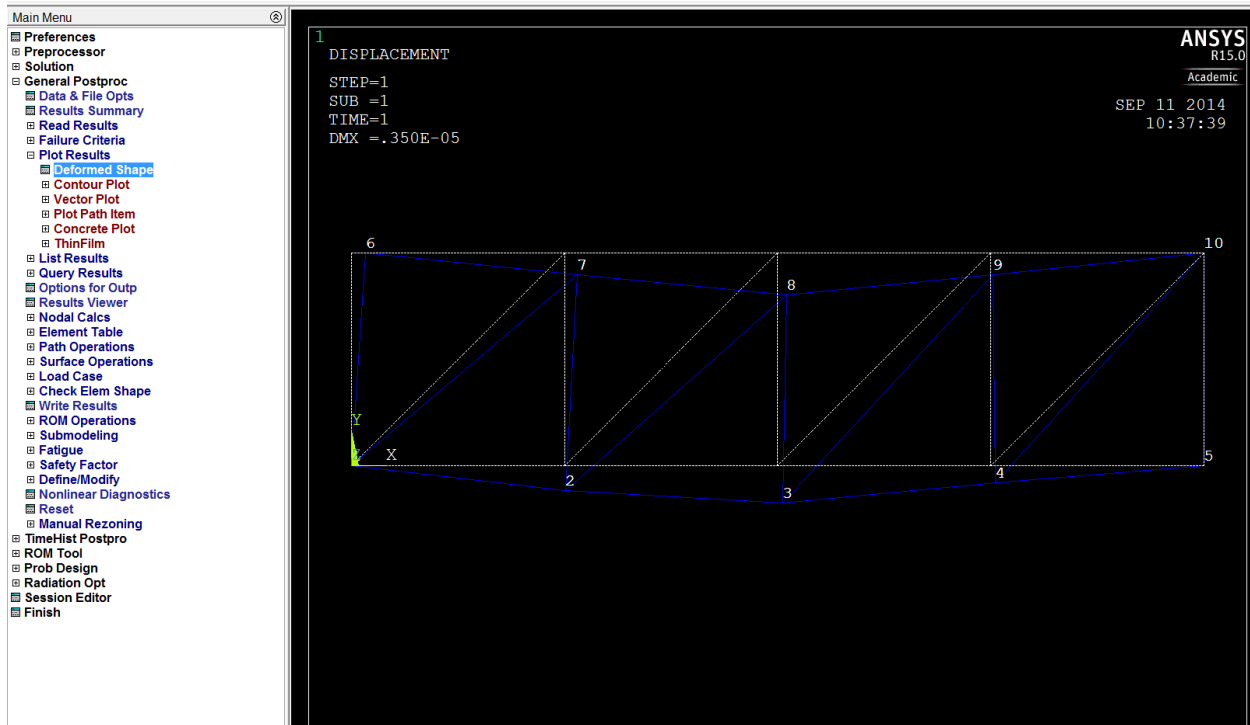 Main Menu
Preferences
Preprocessor
Solution
General Postproc
Data & File Opts
Results Summary
Read Results
Failure Criteria
Plot Results
Deformed Shape
Contour Plot
Vector Plot
Plot Path Item
Concrete Plot
ThinFilm
List Results
Query Results
Options for Outp
Results Viewer
Nodal Calcs
Element Table
Path Operations
Surface Operations
Load Case
Check Elem Shape
Write Results
ROM Operations
Submodeling
Fatigue
Safety Factor
Define/Modify
Nonlinear Diagnostics
Reset
Manual Rezoning
TimeHist Postpro
ROM Tool
Prob Design
Radiation Opt
Session Editor
Finish
1
DISPLACEMENT
STEP=1
SUB =1
TIME=1
DMX =.350E-05
ANSYS
R15.0
Academic
SEP 11 2014
10:37:39
6
7
8
9
10
Y
X
2
3
4
5